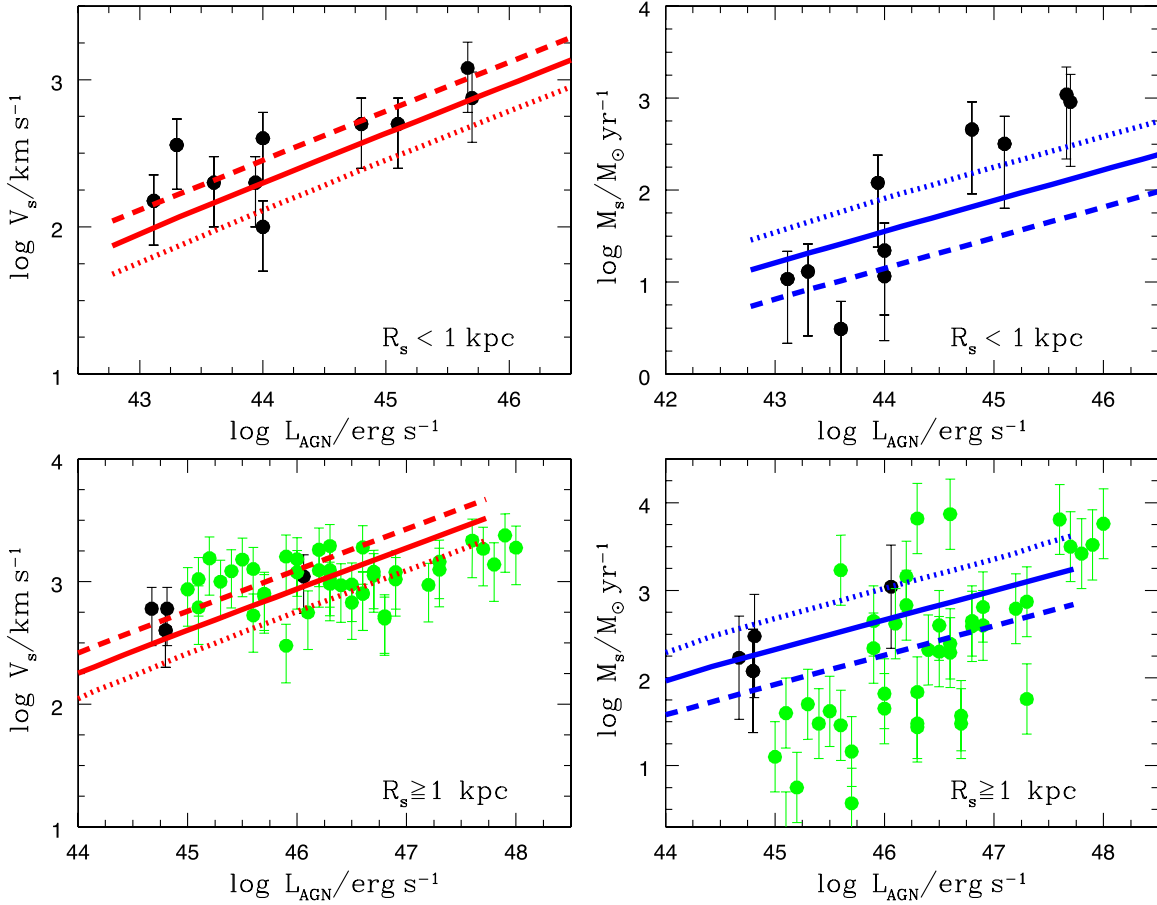 log V_s/km s⁻¹
3
2
1
R_s < 1 kpc
43 44 45 46
log L_AGN/erg s⁻¹
log M_s/M_⊙ yr⁻¹
4
3
2
1
0
R_s < 1 kpc
42 43 44 45 46
log L_AGN/erg s⁻¹
log V_s/km s⁻¹
4
3
2
1
R_s ≧ 1 kpc
44 45 46 47 48
log L_AGN/erg s⁻¹
log M_s/M_⊙ yr⁻¹
4
3
2
1
R_s ≧ 1 kpc
44 45 46 47 48
log L_AGN/erg s⁻¹